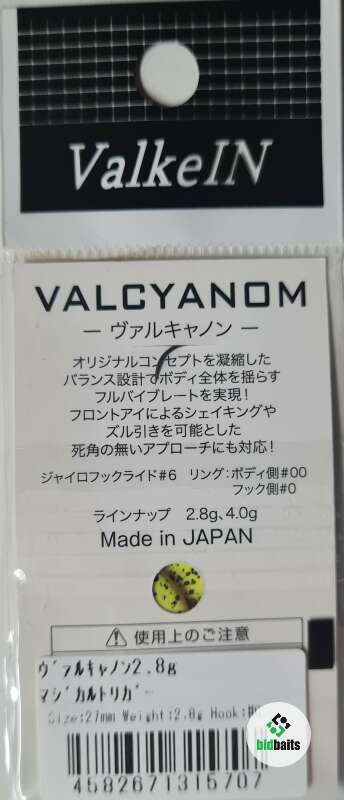 ValkeIN
VALCYANOM
— ヴァルキャノン —
オリジナルコンセプトを凝縮した
バランス設計でボディ全体を揺らす
フルバイブレートを実現！
フロントアイによるシェイキングや
ズル引きを可能とした
死角の無いアプローチにも対応！
ジャイロフックライド#6 リング：ボディ側#00
フック側#0
ラインナップ 2.8g、4.0g
Made in JAPAN
使用上のご注意
ヴァルキャノン2.8g
マジカルトリガー
Size:27mm Weight:2.8g Hook:
bidbaits
4582671315707